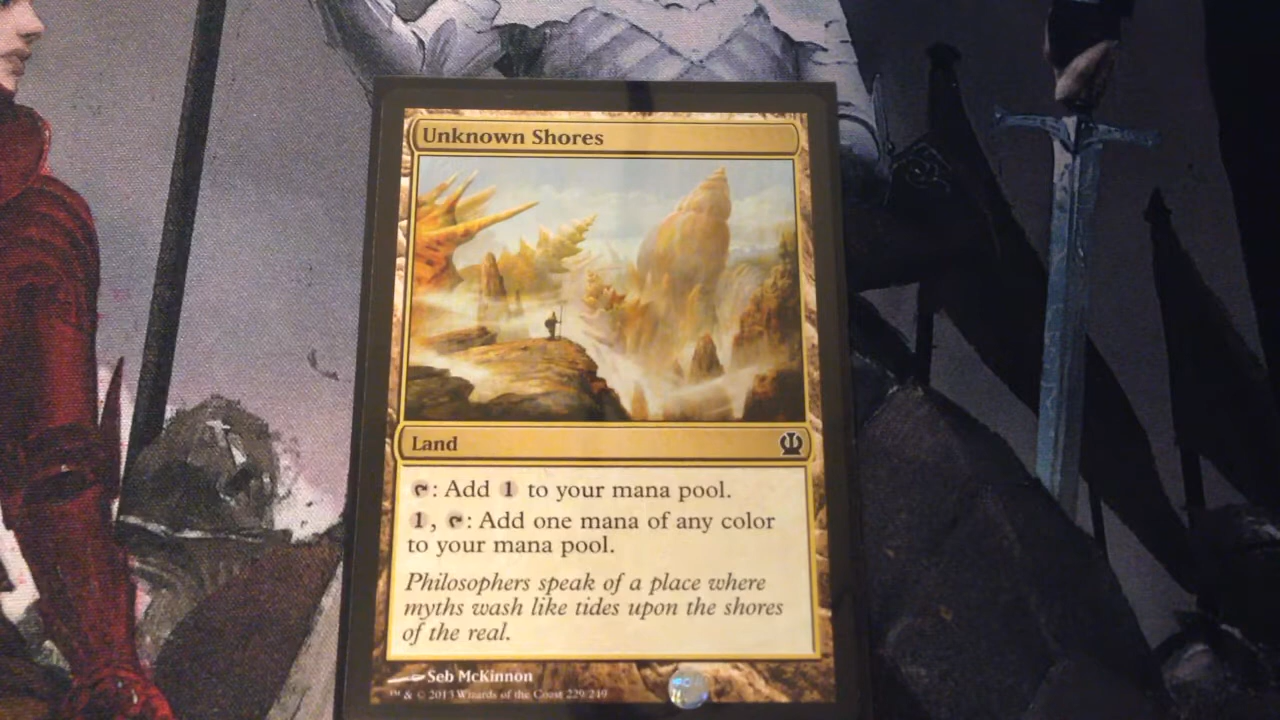 Unknown Shores
Land
: Add 1 to your mana pool.
1, : Add one mana of any color
to your mana pool.
Philosophers speak of a place where
myths wash like tides upon the shores
of the real.
Seb McKinnon
™ & © 2013 Wizards of the Coast 229/249